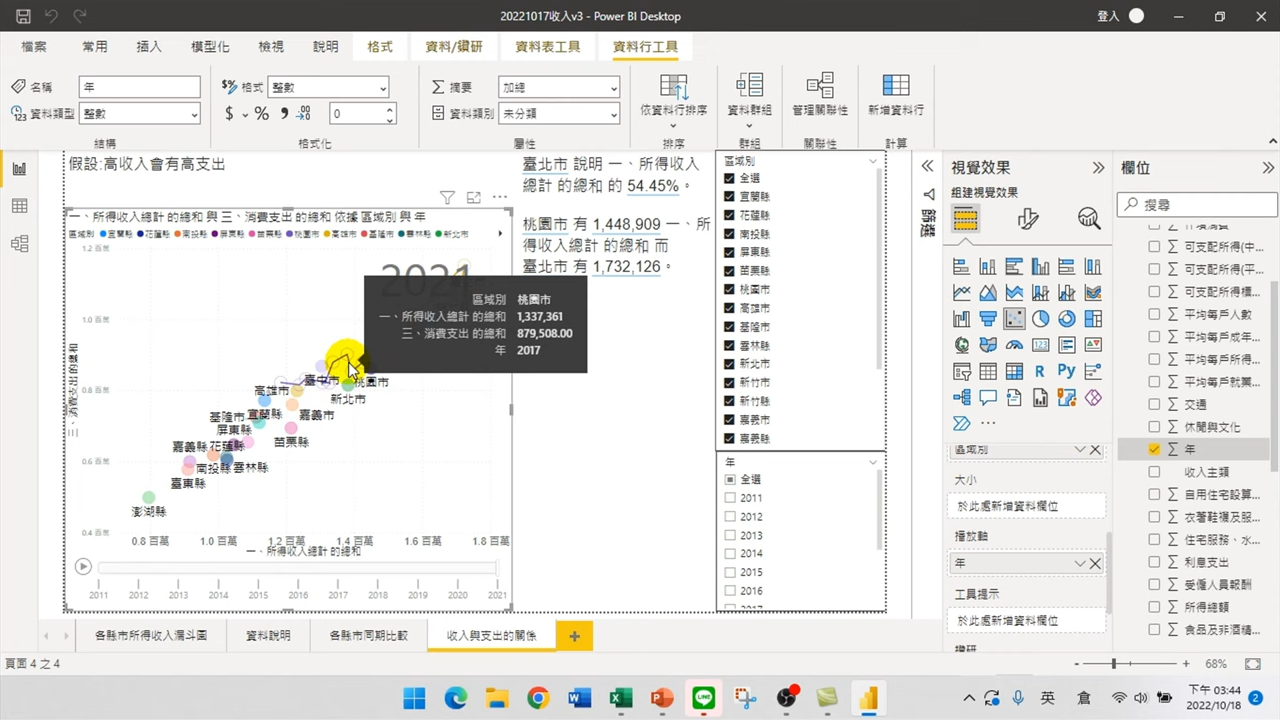 20221017收入v3 - Power BI Desktop
登入
檔案 常用 插入 模型化 檢視 說明 格式 資料/鑽研 資料表工具 資料行工具
名稱 年
資料類型 整數
結構
格式 整數
$ % 0
格式化
摘要 加總
資料類別 未分類
屬性
依資料行排序
排序
資料群組
群組
管理關聯性
關聯性
新增資料行
計算
假設:高收入會有高支出
臺北市 說明 一、所得收入
總計 的總和 的 54.45%。
桃園市 有 1,448,909 一、所
得收入總計 的總和 而
臺北市 有 1,732,126。
一、所得收入總計 的總和 與 三、消費支出 的總和 依據 區域別 與 年
區域別 宜蘭縣 花蓮縣 南投縣 屏東縣 苗栗縣 桃園市 高雄市 基隆市 雲林縣 新北市
三、消費支出 的總和
1.2 百萬
1.0 百萬
0.8 百萬
0.6 百萬
0.4 百萬
區域別 桃園市
一、所得收入總計 的總和 1,337,361
三、消費支出 的總和 879,508.00
年 2017
臺中市
桃園市
高雄市
新北市
基隆市
宜蘭縣
嘉義市
屏東縣
苗栗縣
嘉義縣
花蓮縣
南投縣
雲林縣
臺東縣
澎湖縣
0.8 百萬 1.0 百萬 1.2 百萬 1.4 百萬 1.6 百萬 1.8 百萬
一、所得收入總計 的總和
2011 2012 2013 2014 2015 2016 2017 2018 2019 2020 2021
區域別
全選
宜蘭縣
花蓮縣
南投縣
屏東縣
苗栗縣
桃園市
高雄市
基隆市
雲林縣
新北市
新竹市
新竹縣
嘉義市
嘉義縣
年
全選
2011
2012
2013
2014
2015
2016
2017
篩選
視覺效果
組建視覺效果
123
R Py
區域別
大小
於此處新增資料欄位
播放軸
年
工具提示
於此處新增資料欄位
鑽研
欄位
搜尋
可支配所得(中...
可支配所得(平...
可支配所得標...
平均每戶人數
平均每戶成年...
平均每戶所得...
平均每戶就業...
交通
休閒與文化
年
收入主類
自用住宅設算...
衣著鞋襪及服...
住宅服務、水...
利息支出
受僱人員報酬
所得總額
食品及非酒精...
各縣市所得收入漏斗圖 資料說明 各縣市同期比較 收入與支出的關係
頁面 4 之 4
68%
英
倉
下午 03:44
2022/10/18
2